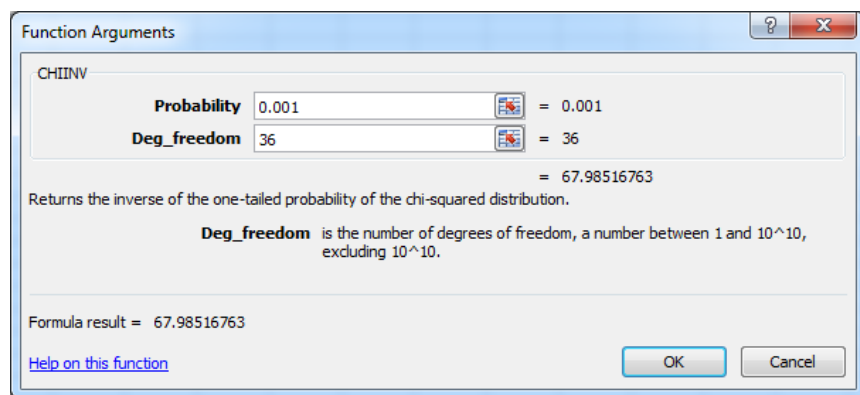 Function Arguments
CHIINV
Probability 0.001 = 0.001
Deg_freedom 36 = 36
= 67.98516763
Returns the inverse of the one-tailed probability of the chi-squared distribution.
Deg_freedom is the number of degrees of freedom, a number between 1 and 10^10,
excluding 10^10.
Formula result = 67.98516763
Help on this function OK Cancel